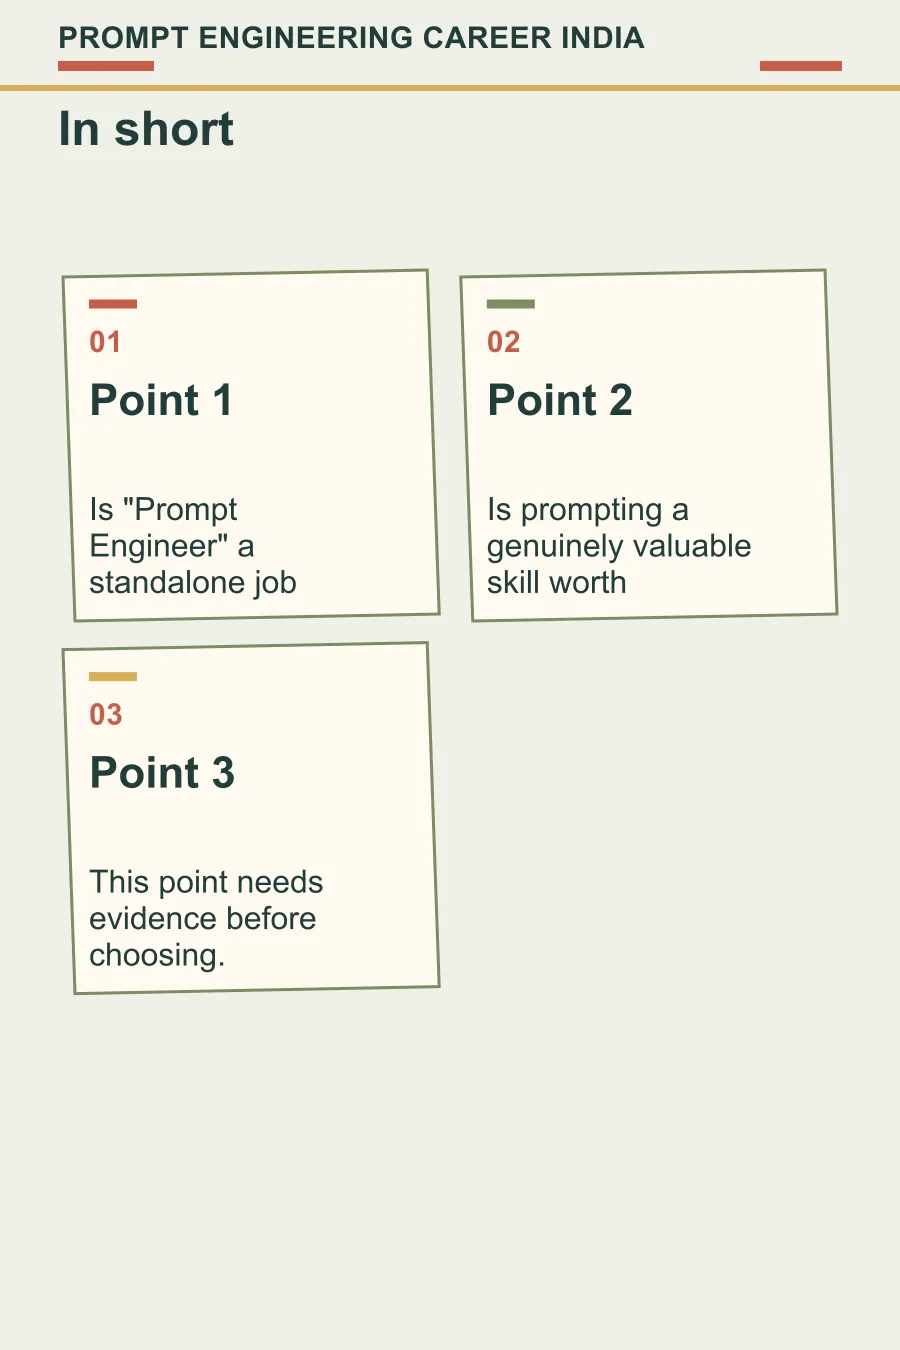 PROMPT ENGINEERING CAREER INDIA
In short
01
Point 1
Is "Prompt
Engineer" a
standalone job
02
Point 2
Is prompting a
genuinely valuable
skill worth
03
Point 3
This point needs
evidence before
choosing.